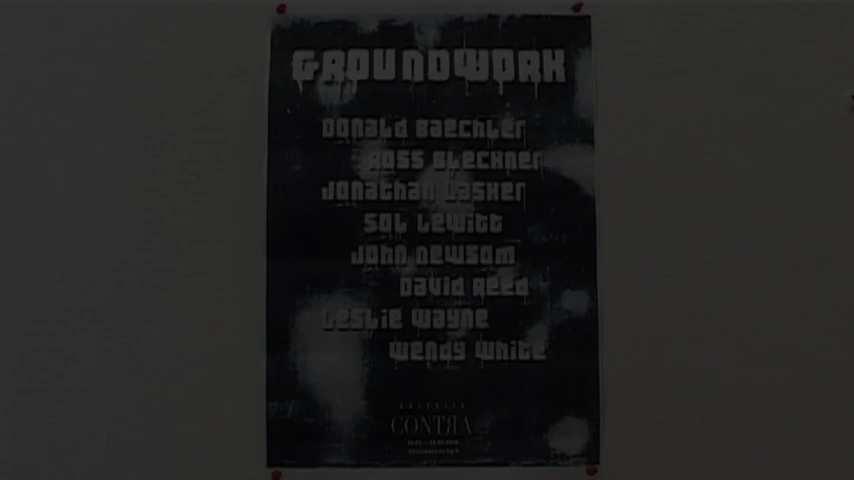 GROUNDWORK
Donald Baechler
Ross Bleckner
Jonathan Lasker
Sol Lewitt
John Newsom
David Reed
Leslie Wayne
Wendy White
CONTRA